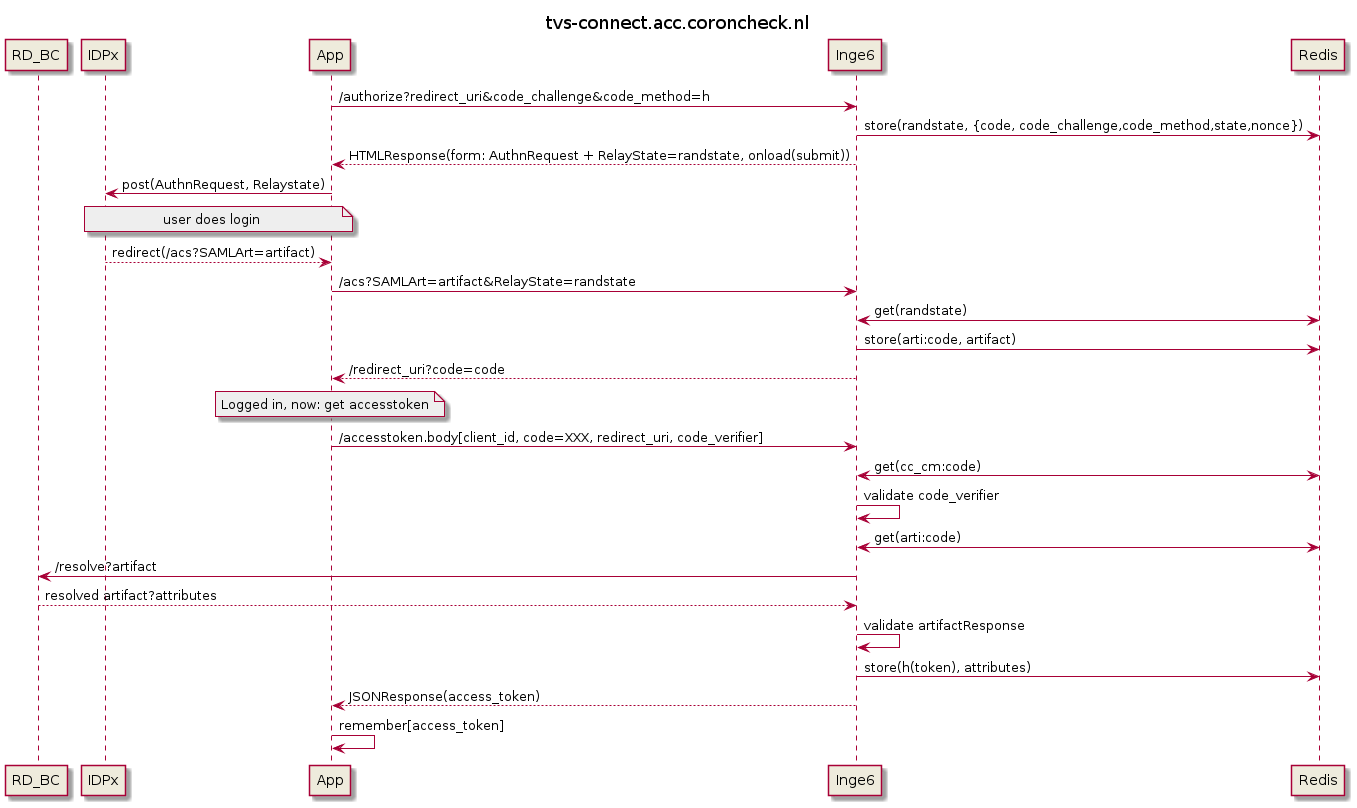 tvs-connect.acc.coroncheck.nl
RD_BC
IDPx
App
Inge6
Redis
/authorize?redirect_uri&code_challenge&code_method=h
store(randstate, {code, code_challenge,code_method,state,nonce})
HTMLResponse(form: AuthnRequest + RelayState=randstate, onload(submit))
post(AuthnRequest, Relaystate)
user does login
redirect(/acs?SAMLArt=artifact)
/acs?SAMLArt=artifact&RelayState=randstate
get(randstate)
store(arti:code, artifact)
/redirect_uri?code=code
Logged in, now: get accesstoken
/accesstoken.body[client_id, code=XXX, redirect_uri, code_verifier]
get(cc_cm:code)
validate code_verifier
get(arti:code)
/resolve?artifact
resolved artifact?attributes
validate artifactResponse
store(h(token), attributes)
JSONResponse(access_token)
remember[access_token]
RD_BC
IDPx
App
Inge6
Redis